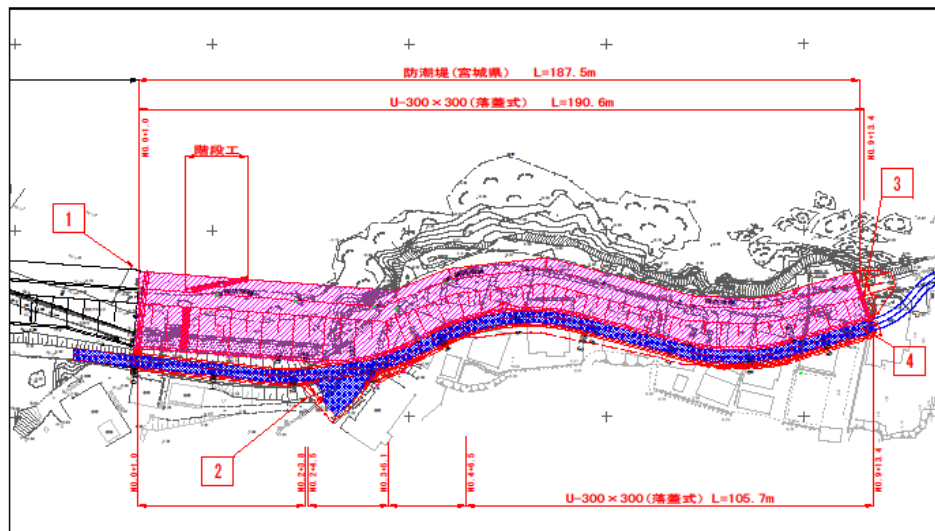 防潮堤(宮城県) L=187.5m
U-300×300(落蓋式) L=190.6m
NO.0+1.0
NO.9+13.4
階段工
1
3
4
2
NO.0+1.0
NO.2+3.8
NO.2+4.5
NO.3+6.1
NO.4+6.5
NO.9+13.4
U-300×300(落蓋式) L=105.7m